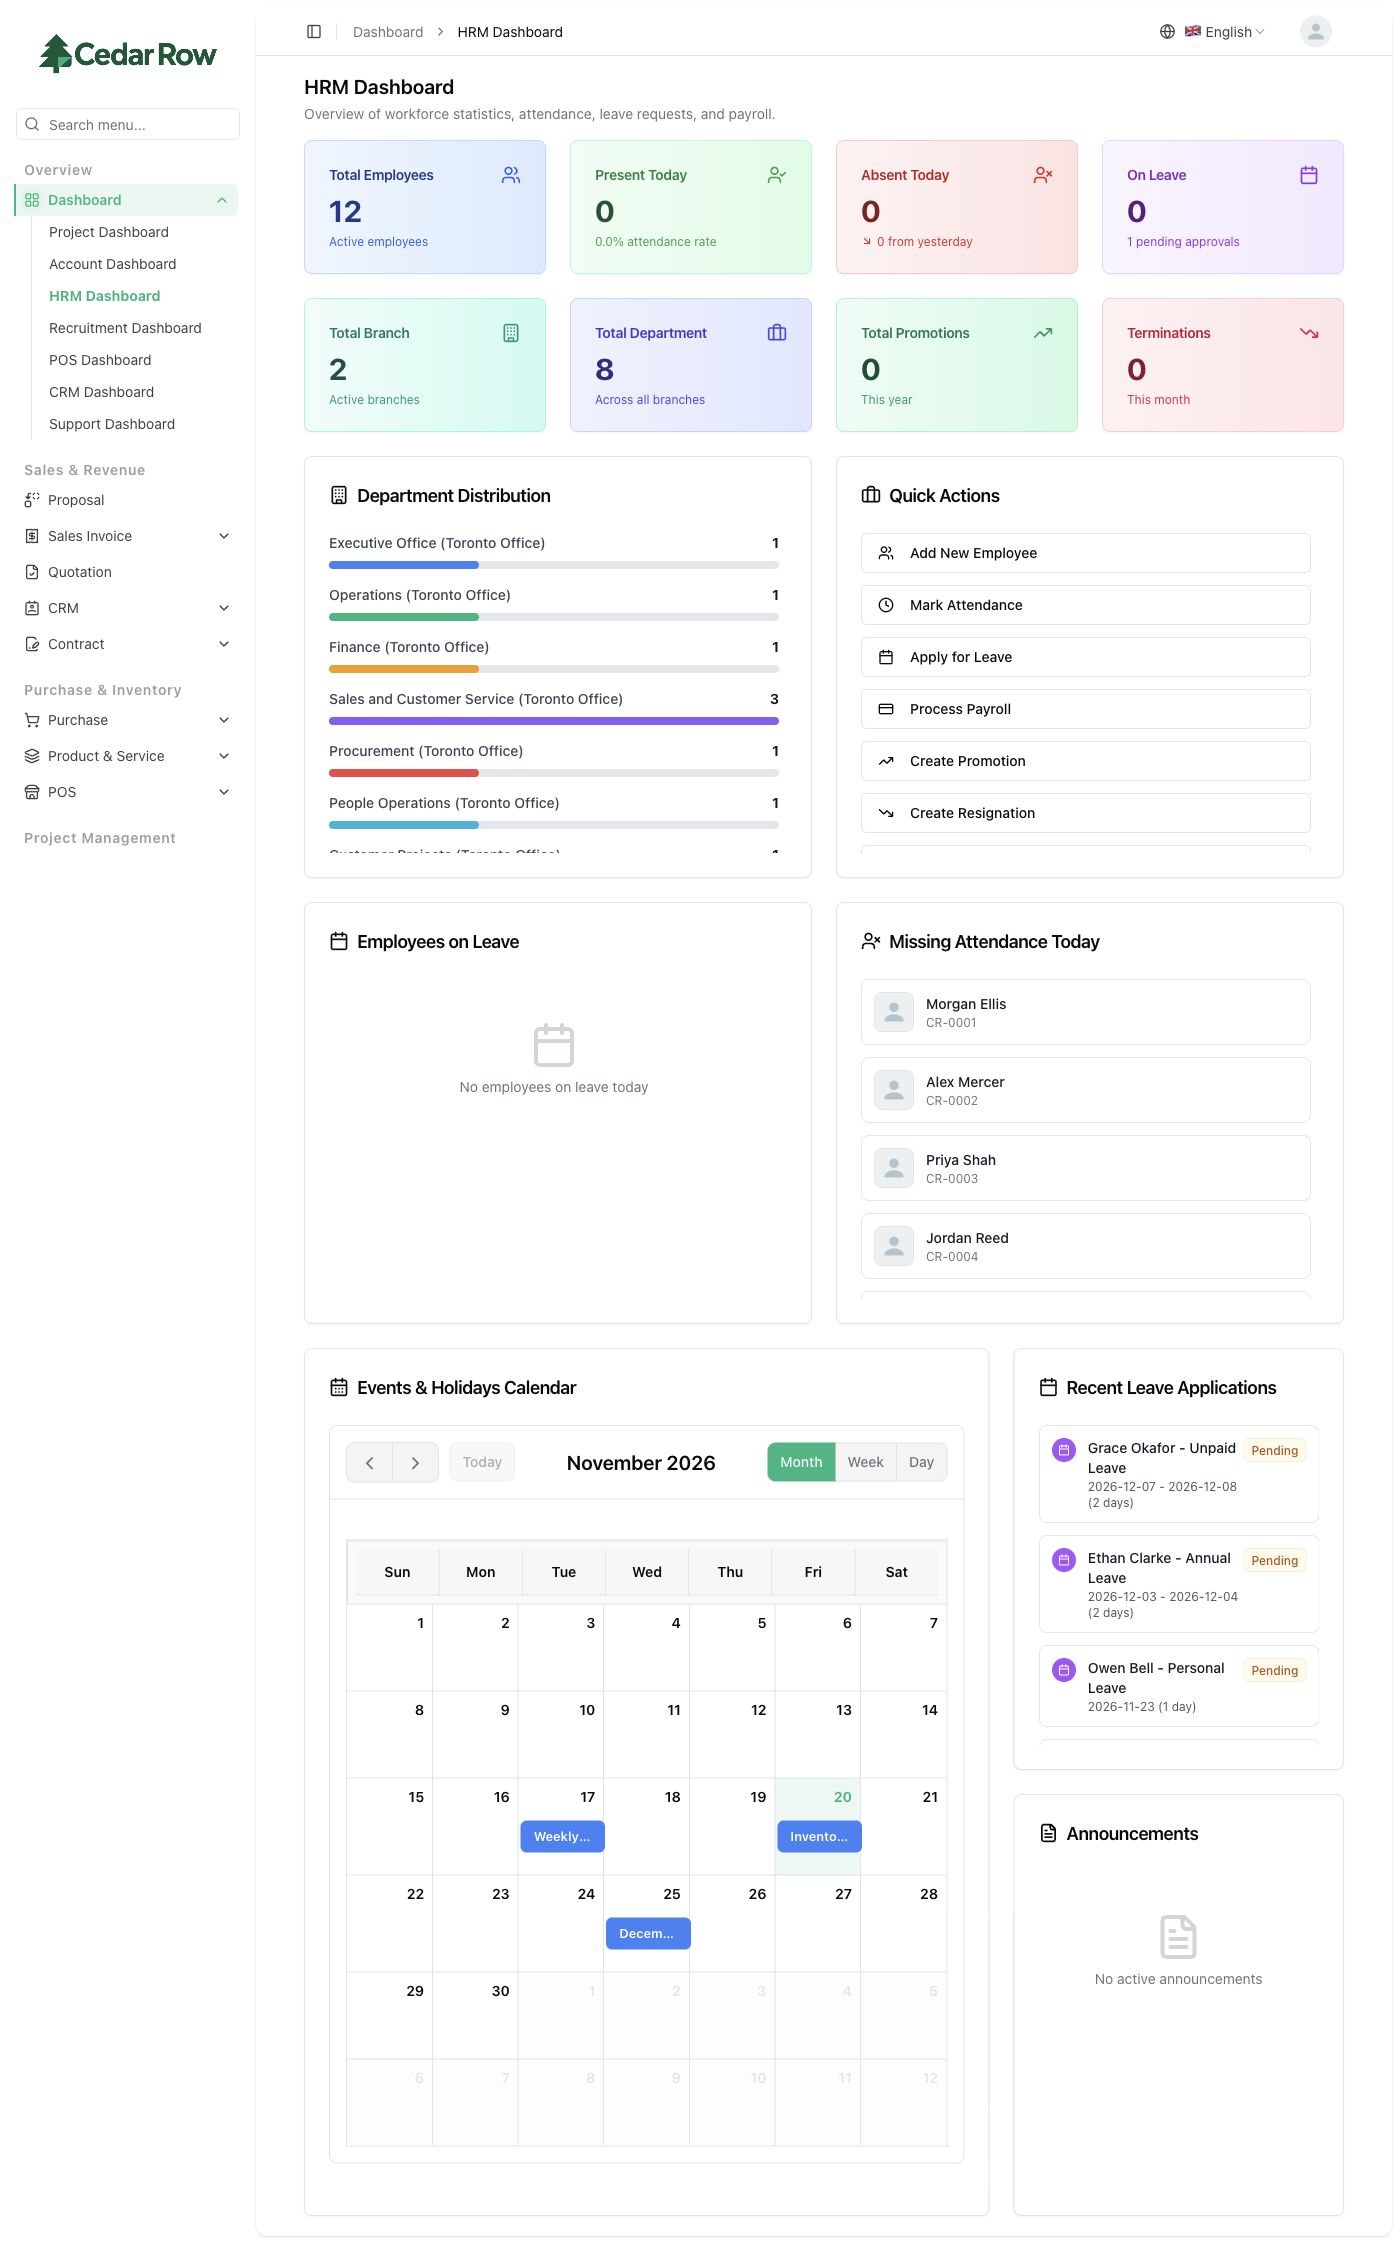 Cedar Row
Search menu...
Overview
Dashboard
Project Dashboard
Account Dashboard
HRM Dashboard
Recruitment Dashboard
POS Dashboard
CRM Dashboard
Support Dashboard
Sales & Revenue
Proposal
Sales Invoice
Quotation
CRM
Contract
Purchase & Inventory
Purchase
Product & Service
POS
Project Management
Dashboard > HRM Dashboard
English
HRM Dashboard
Overview of workforce statistics, attendance, leave requests, and payroll.
Total Employees
12
Active employees
Present Today
0
0.0% attendance rate
Absent Today
0
0 from yesterday
On Leave
0
1 pending approvals
Total Branch
2
Active branches
Total Department
8
Across all branches
Total Promotions
0
This year
Terminations
0
This month
Department Distribution
Executive Office (Toronto Office) 1
Operations (Toronto Office) 1
Finance (Toronto Office) 1
Sales and Customer Service (Toronto Office) 3
Procurement (Toronto Office) 1
People Operations (Toronto Office) 1
Customer Projects (Toronto Office) 1
Quick Actions
Add New Employee
Mark Attendance
Apply for Leave
Process Payroll
Create Promotion
Create Resignation
Employees on Leave
No employees on leave today
Missing Attendance Today
Morgan Ellis
CR-0001
Alex Mercer
CR-0002
Priya Shah
CR-0003
Jordan Reed
CR-0004
Events & Holidays Calendar
Today
November 2026
Month Week Day
Sun Mon Tue Wed Thu Fri Sat
1 2 3 4 5 6 7
8 9 10 11 12 13 14
15 16 17 18 19 20 21
Weekly... Invento...
22 23 24 25 26 27 28
Decem...
29 30 1 2 3 4 5
6 7 8 9 10 11 12
Recent Leave Applications
Grace Okafor - Unpaid Leave
Pending
2026-12-07 - 2026-12-08
(2 days)
Ethan Clarke - Annual Leave
Pending
2026-12-03 - 2026-12-04
(2 days)
Owen Bell - Personal Leave
Pending
2026-11-23 (1 day)
Announcements
No active announcements